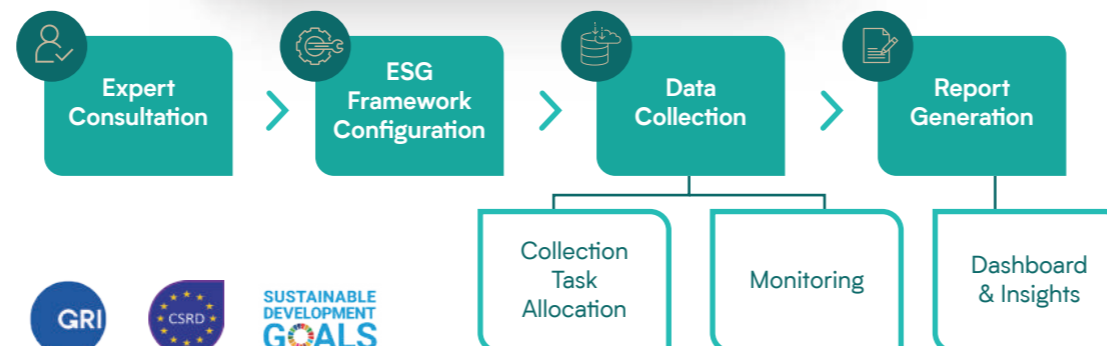 Expert
Consultation
ESG
Framework
Configuration
Data
Collection
Report
Generation
Collection
Task
Allocation
Monitoring
Dashboard
& Insights
GRI
CSRD
SUSTAINABLE
DEVELOPMENT
GOALS